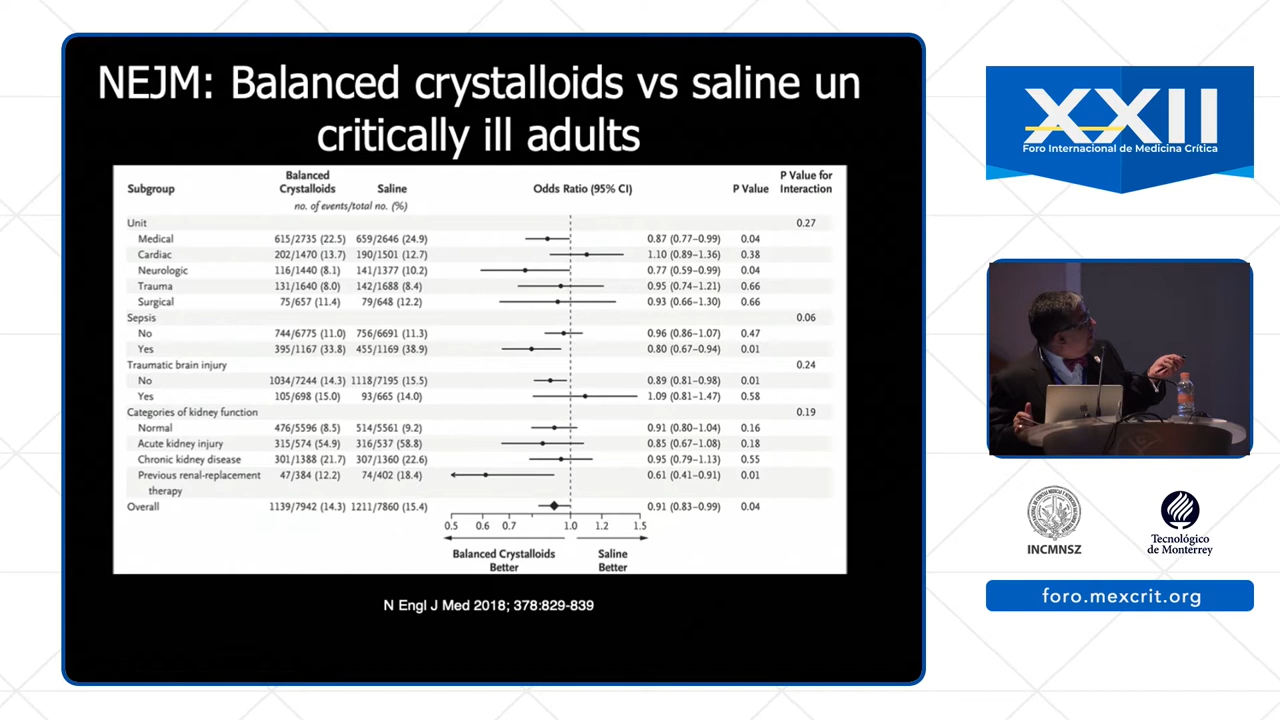 NEJM: Balanced crystalloids vs saline un
critically ill adults
Subgroup Balanced Crystalloids Saline Odds Ratio (95% CI) P Value P Value for Interaction
no. of events/total no. (%)
Unit 0.27
Medical 615/2735 (22.5) 659/2646 (24.9) 0.87 (0.77–0.99) 0.04
Cardiac 202/1470 (13.7) 190/1501 (12.7) 1.10 (0.89–1.36) 0.38
Neurologic 116/1440 (8.1) 141/1377 (10.2) 0.77 (0.59–0.99) 0.04
Trauma 131/1640 (8.0) 142/1688 (8.4) 0.95 (0.74–1.21) 0.66
Surgical 75/657 (11.4) 79/648 (12.2) 0.93 (0.66–1.30) 0.66
Sepsis 0.06
No 744/6775 (11.0) 756/6691 (11.3) 0.96 (0.86–1.07) 0.47
Yes 395/1167 (33.8) 455/1169 (38.9) 0.80 (0.67–0.94) 0.01
Traumatic brain injury 0.24
No 1034/7244 (14.3) 1118/7195 (15.5) 0.89 (0.81–0.98) 0.01
Yes 105/698 (15.0) 93/665 (14.0) 1.09 (0.81–1.47) 0.58
Categories of kidney function 0.19
Normal 476/5596 (8.5) 514/5561 (9.2) 0.91 (0.80–1.04) 0.16
Acute kidney injury 315/574 (54.9) 316/537 (58.8) 0.85 (0.67–1.08) 0.18
Chronic kidney disease 301/1388 (21.7) 307/1360 (22.6) 0.95 (0.79–1.13) 0.55
Previous renal-replacement 47/384 (12.2) 74/402 (18.4) 0.61 (0.41–0.91) 0.01
therapy
Overall 1139/7942 (14.3) 1211/7860 (15.4) 0.91 (0.83–0.99) 0.04
0.5 0.6 0.7 1.0 1.2 1.5
Balanced Crystalloids Better
Saline Better
N Engl J Med 2018; 378:829-839
XXII
Foro Internacional de Medicina Crítica
INCMNSZ
Tecnológico
de Monterrey
foro.mexcrit.org